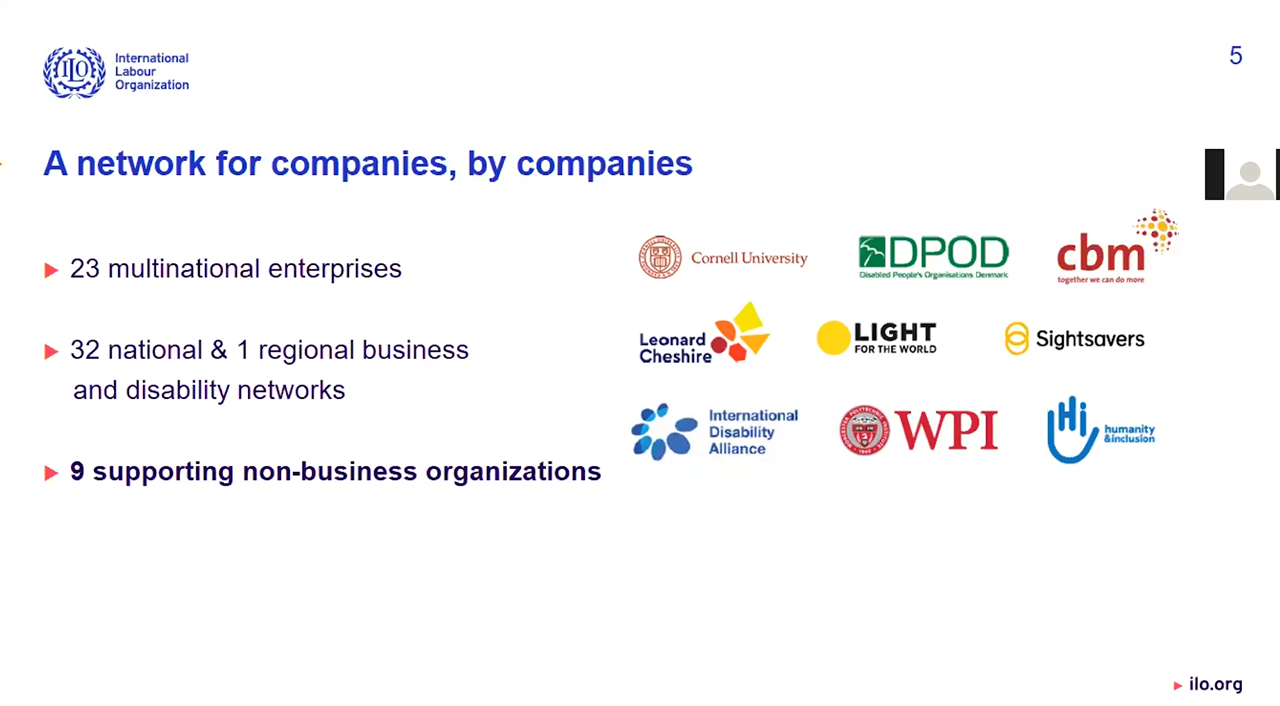 ILO
International
Labour
Organization
5
A network for companies, by companies
23 multinational enterprises
32 national & 1 regional business
and disability networks
9 supporting non-business organizations
Cornell University
DPOD
Disabled People's Organisations Denmark
cbm
together we can do more
Leonard
Cheshire
LIGHT
FOR THE WORLD
Sightsavers
International
Disability
Alliance
WPI
Hi
humanity
&inclusion
ilo.org